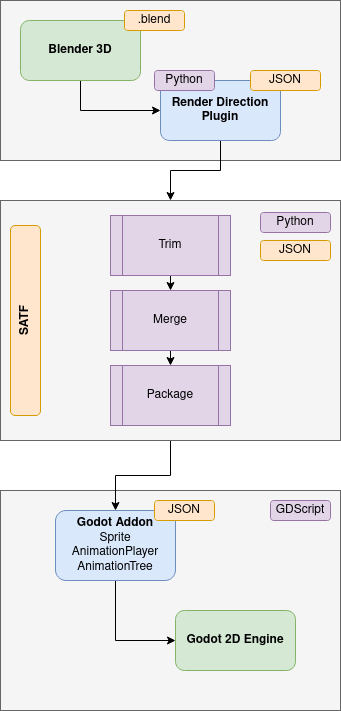 .blend
Blender 3D
Python
JSON
Render Direction
Plugin
Python
Trim
JSON
SATF
Merge
Package
JSON
GDScript
Godot Addon
Sprite
AnimationPlayer
AnimationTree
Godot 2D Engine